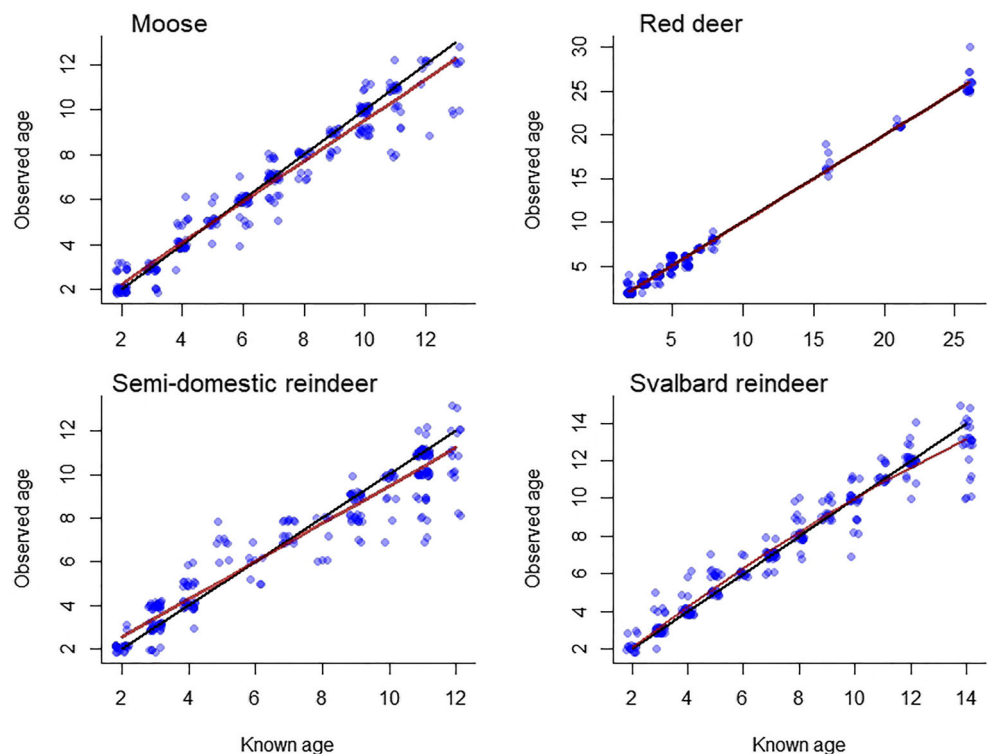 Moose
Observed age
12
10
8
6
4
2
2 4 6 8 10 12
Red deer
Observed age
30
25
20
15
10
5
5 10 15 20 25
Semi-domestic reindeer
Observed age
12
10
8
6
4
2
2 4 6 8 10 12
Known age
Svalbard reindeer
Observed age
14
12
10
8
6
4
2
2 4 6 8 10 12 14
Known age